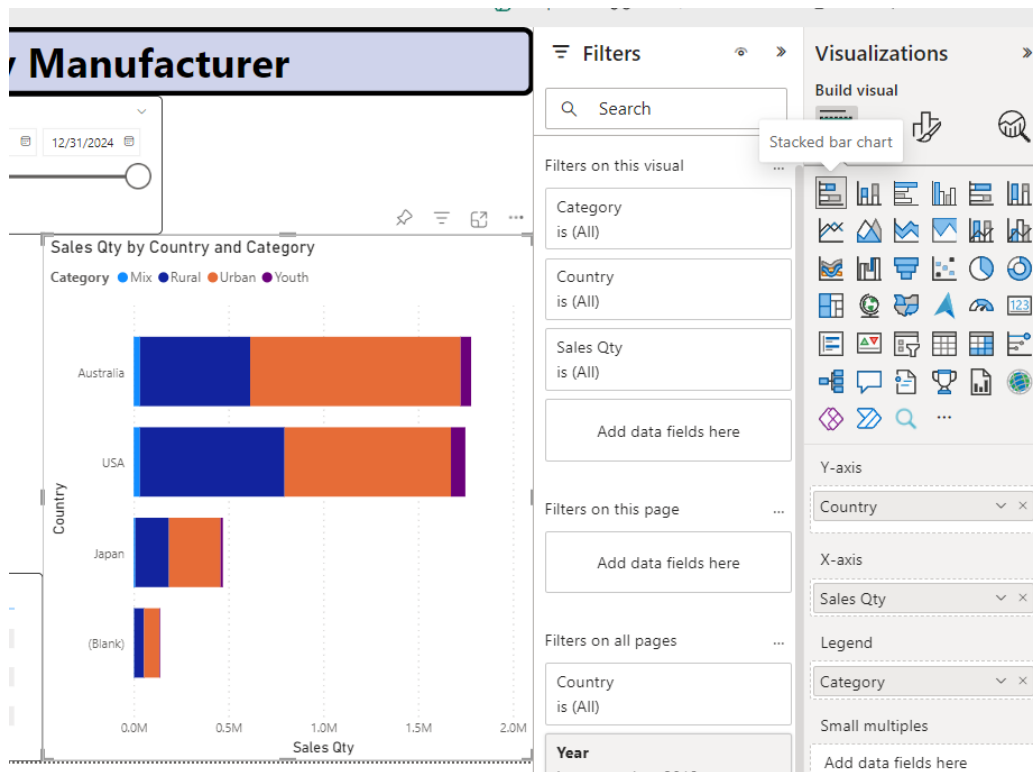 Manufacturer
12/31/2024
Sales Qty by Country and Category
Category Mix Rural Urban Youth
Australia
USA
Japan
(Blank)
Country
0.0M 0.5M 1.0M 1.5M 2.0M
Sales Qty
Filters
Search
Filters on this visual ...
Category
is (All)
Country
is (All)
Sales Qty
is (All)
Add data fields here
Filters on this page ...
Add data fields here
Filters on all pages ...
Country
is (All)
Year
Visualizations
Build visual
Stacked bar chart
123
...
Y-axis
Country
X-axis
Sales Qty
Legend
Category
Small multiples
Add data fields here